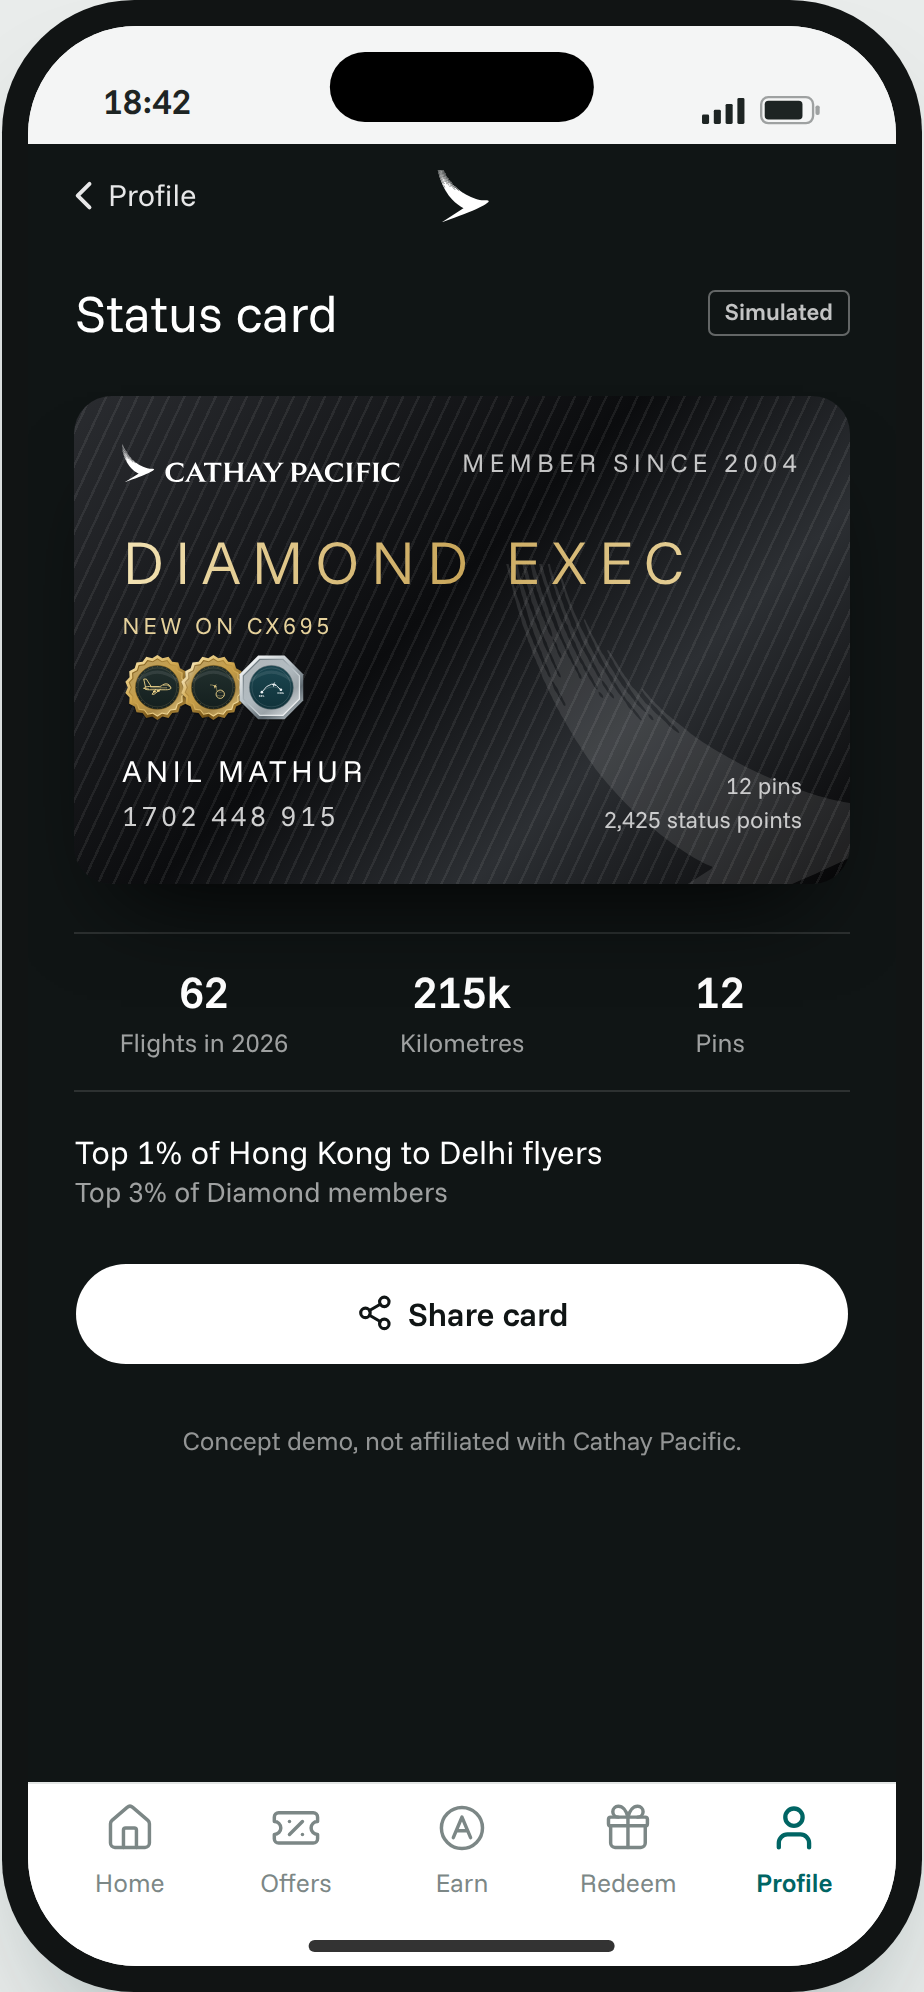 18:42
Profile
Status card
Simulated
CATHAY PACIFIC
MEMBER SINCE 2004
DIAMOND EXEC
NEW ON CX695
ANIL MATHUR
1702 448 915
12 pins
2,425 status points
62
Flights in 2026
215k
Kilometres
12
Pins
Top 1% of Hong Kong to Delhi flyers
Top 3% of Diamond members
Share card
Concept demo, not affiliated with Cathay Pacific.
Home
Offers
Earn
Redeem
Profile